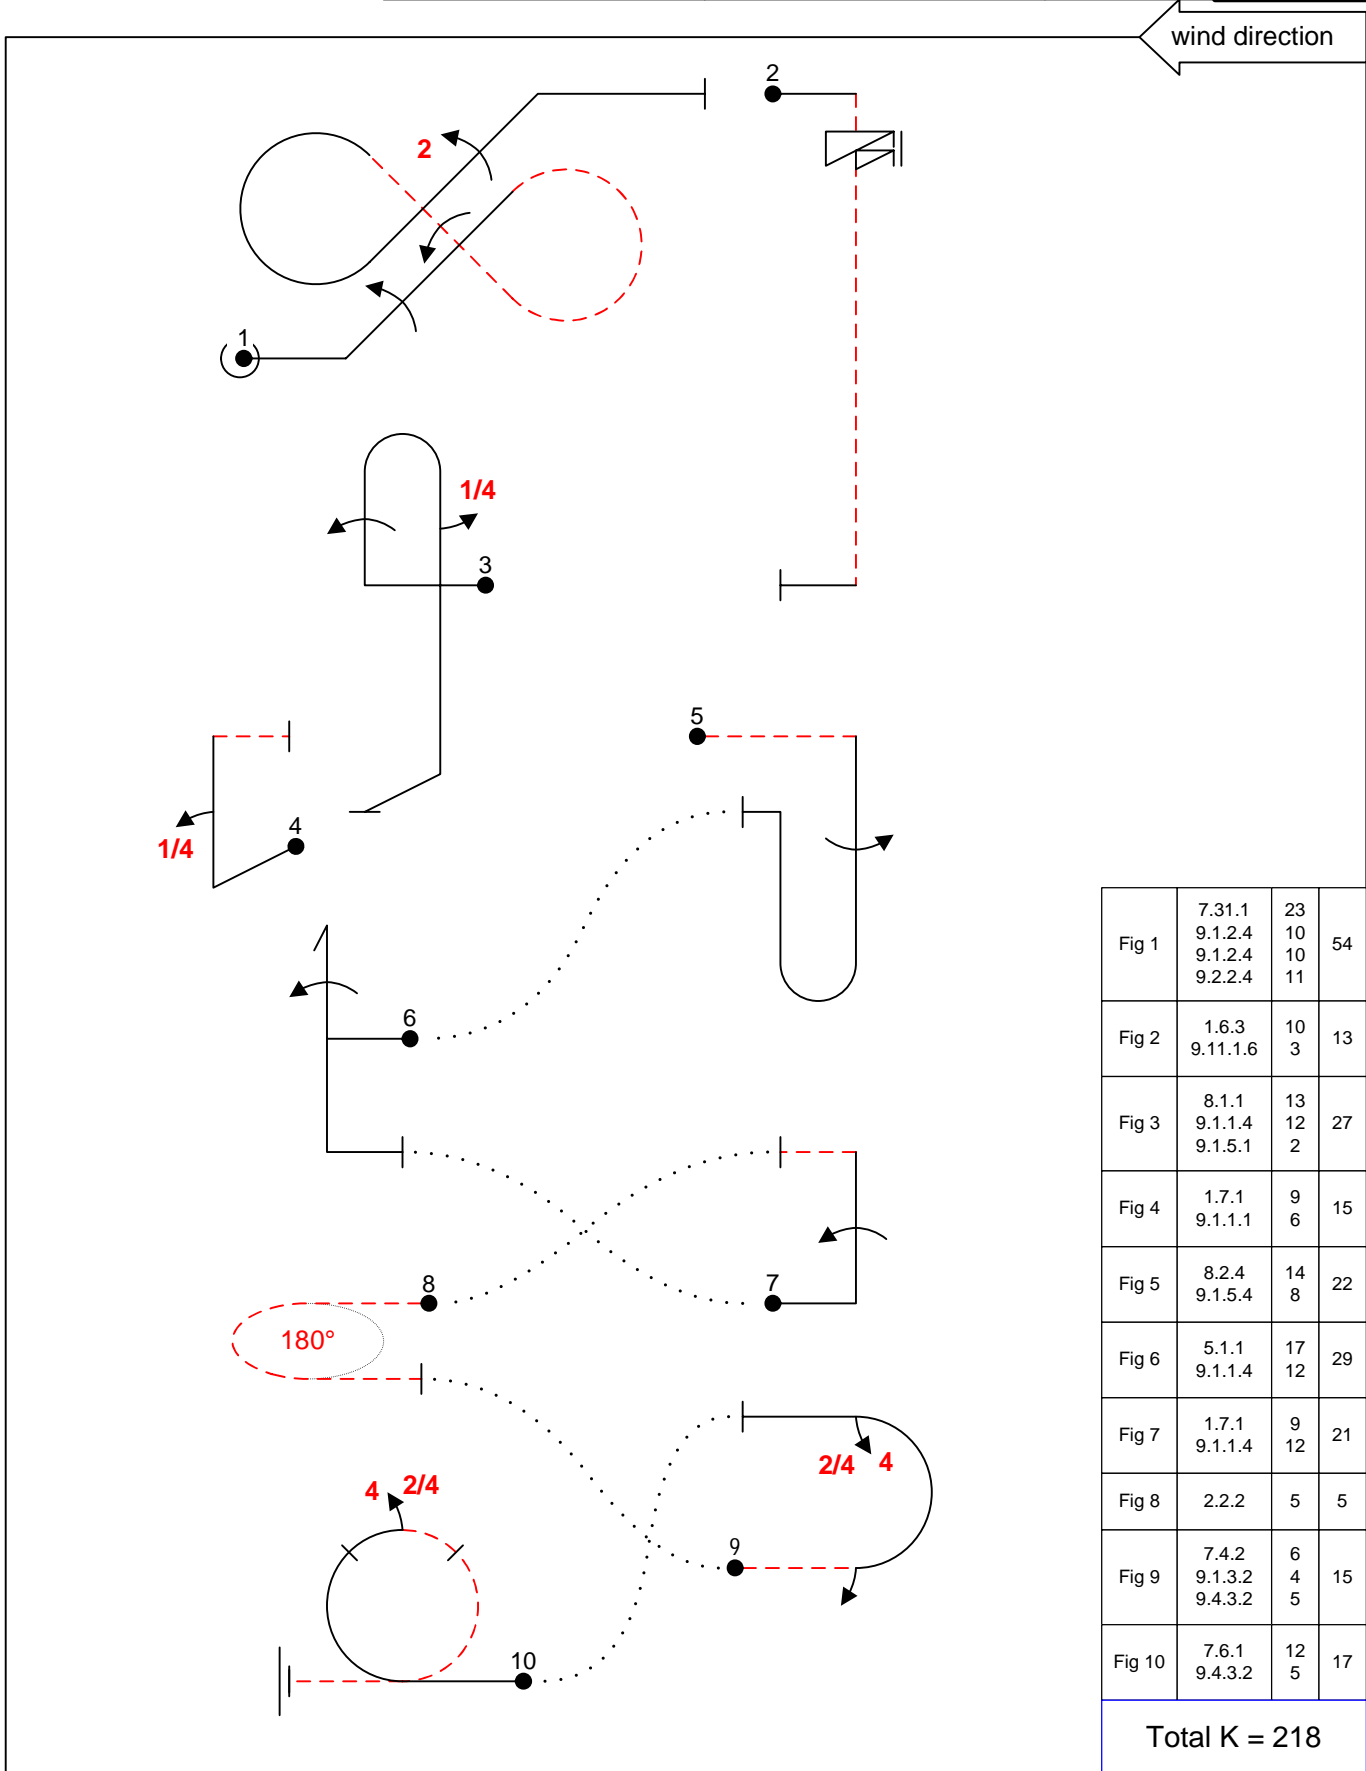 wind direction
2
2
1
1/4
3
5
4
1/4
6
8
7
180°
2/4 4
4 2/4
9
10
Fig 1 7.31.1 23 54
9.1.2.4 10
9.1.2.4 10
9.2.2.4 11
Fig 2 1.6.3 10 13
9.11.1.6 3
Fig 3 8.1.1 13 27
9.1.1.4 12
9.1.5.1 2
Fig 4 1.7.1 9 15
9.1.1.1 6
Fig 5 8.2.4 14 22
9.1.5.4 8
Fig 6 5.1.1 17 29
9.1.1.4 12
Fig 7 1.7.1 9 21
9.1.1.4 12
Fig 8 2.2.2 5 5
Fig 9 7.4.2 6 15
9.1.3.2 4
9.4.3.2 5
Fig 10 7.6.1 12 17
9.4.3.2 5
Total K = 218